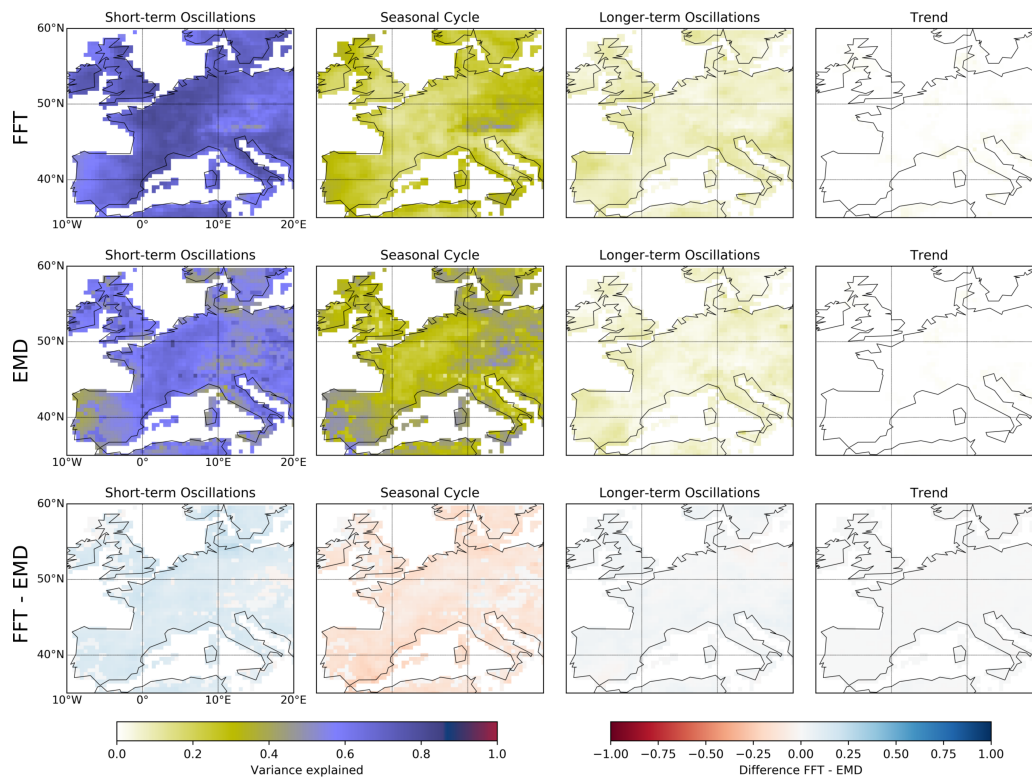 Short-term Oscillations Seasonal Cycle Longer-term Oscillations Trend
FFT
60°N
50°N
40°N
10°W 0° 10°E 20°E
Short-term Oscillations Seasonal Cycle Longer-term Oscillations Trend
EMD
60°N
50°N
40°N
10°W 0° 10°E 20°E
Short-term Oscillations Seasonal Cycle Longer-term Oscillations Trend
FFT - EMD
60°N
50°N
40°N
10°W 0° 10°E 20°E
0.0 0.2 0.4 0.6 0.8 1.0
Variance explained
−1.00 −0.75 −0.50 −0.25 0.00 0.25 0.50 0.75 1.00
Difference FFT - EMD